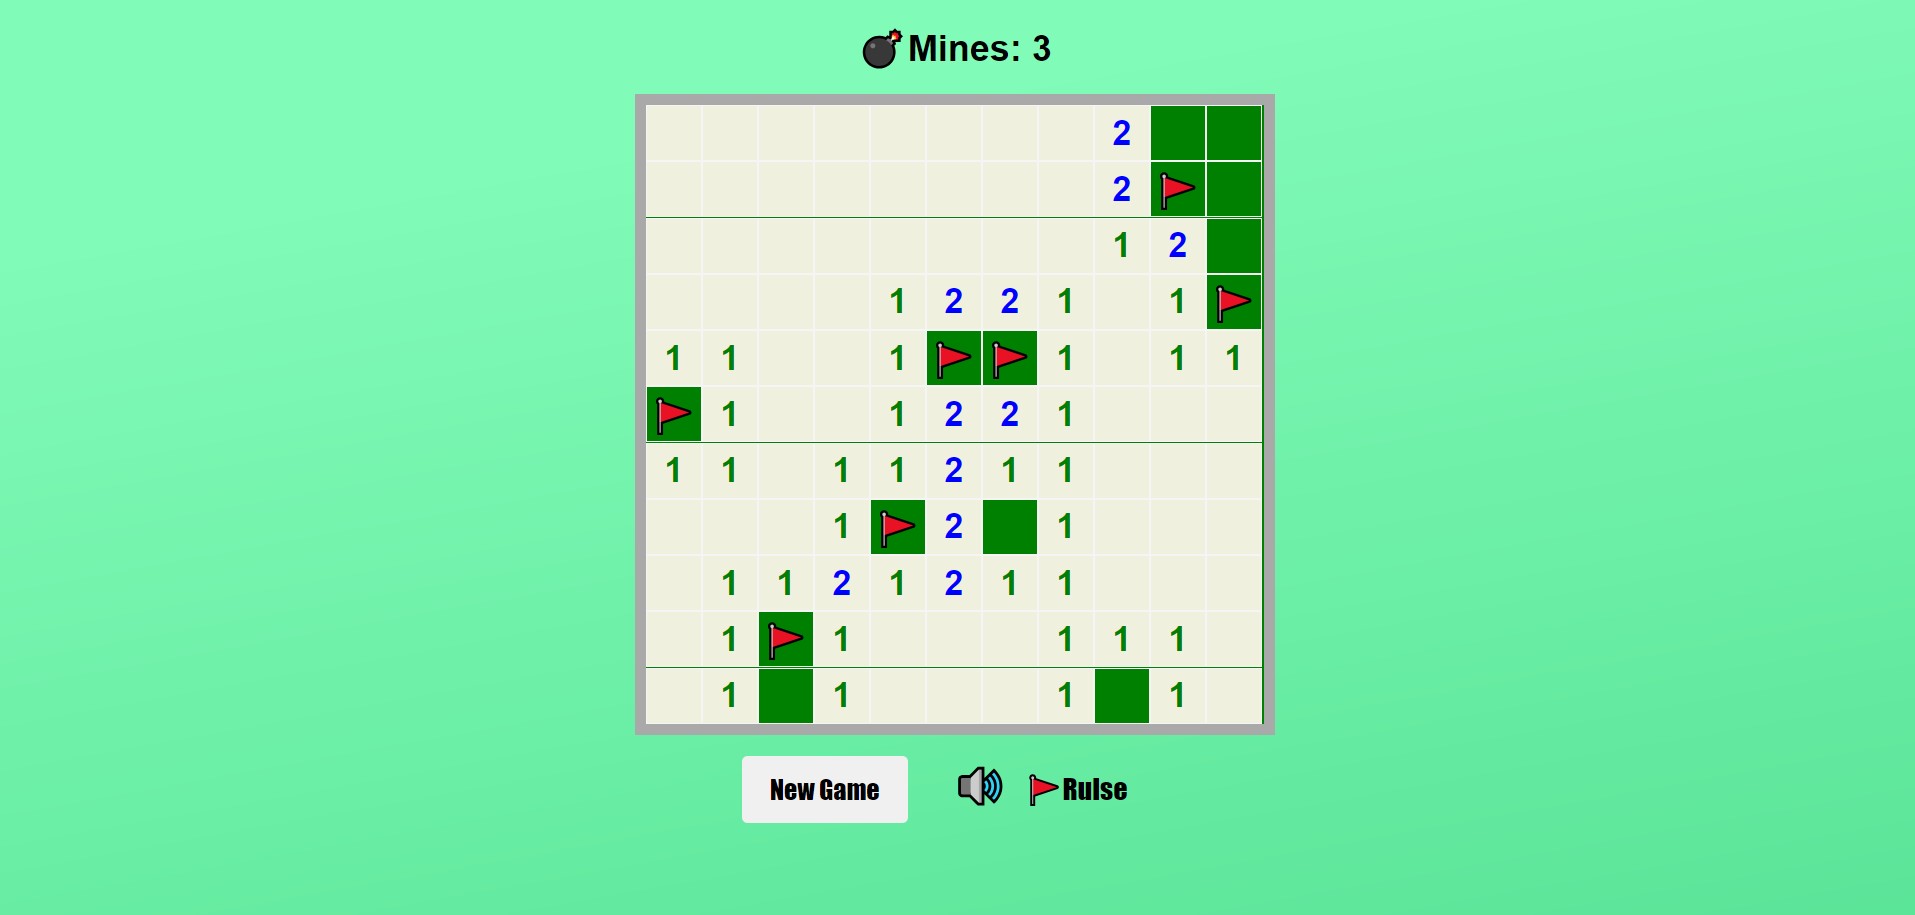 Mines: 3
2
2
1 2
1 2 2 1 1
1 1 1 1 1 1
1 1 2 2 1
1 1 1 1 2 1 1
1 2 1
1 1 2 1 2 1 1
1 1 1 1 1
1 1 1 1
New Game Rulse